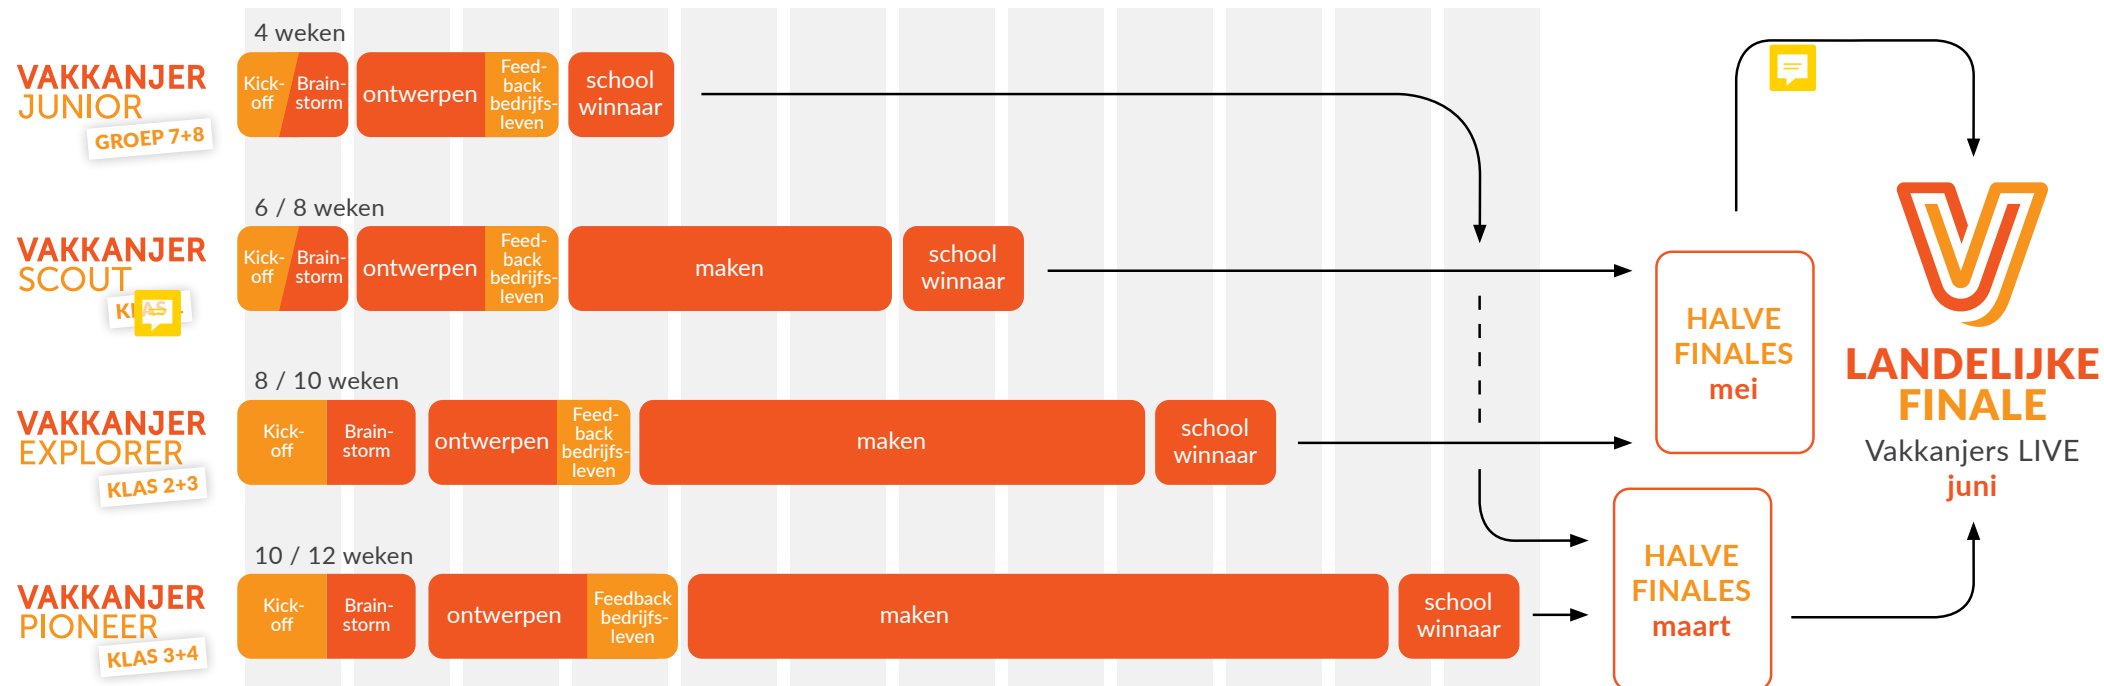 4 weken
VAKKANJER
JUNIOR
GROEP 7+8
Kick-
off
Brain-
storm
ontwerpen
Feed-
back
bedrijfs-
leven
school
winnaar
6 / 8 weken
VAKKANJER
SCOUT
KLAS
Kick-
off
Brain-
storm
ontwerpen
Feed-
back
bedrijfs-
leven
maken
school
winnaar
8 / 10 weken
VAKKANJER
EXPLORER
KLAS 2+3
Kick-
off
Brain-
storm
ontwerpen
Feed-
back
bedrijfs-
leven
maken
school
winnaar
10 / 12 weken
VAKKANJER
PIONEER
KLAS 3+4
Kick-
off
Brain-
storm
ontwerpen
Feedback
bedrijfs-
leven
maken
school
winnaar
HALVE
FINALES
mei
HALVE
FINALES
maart
LANDELIJKE
FINALE
Vakkanjers LIVE
juni